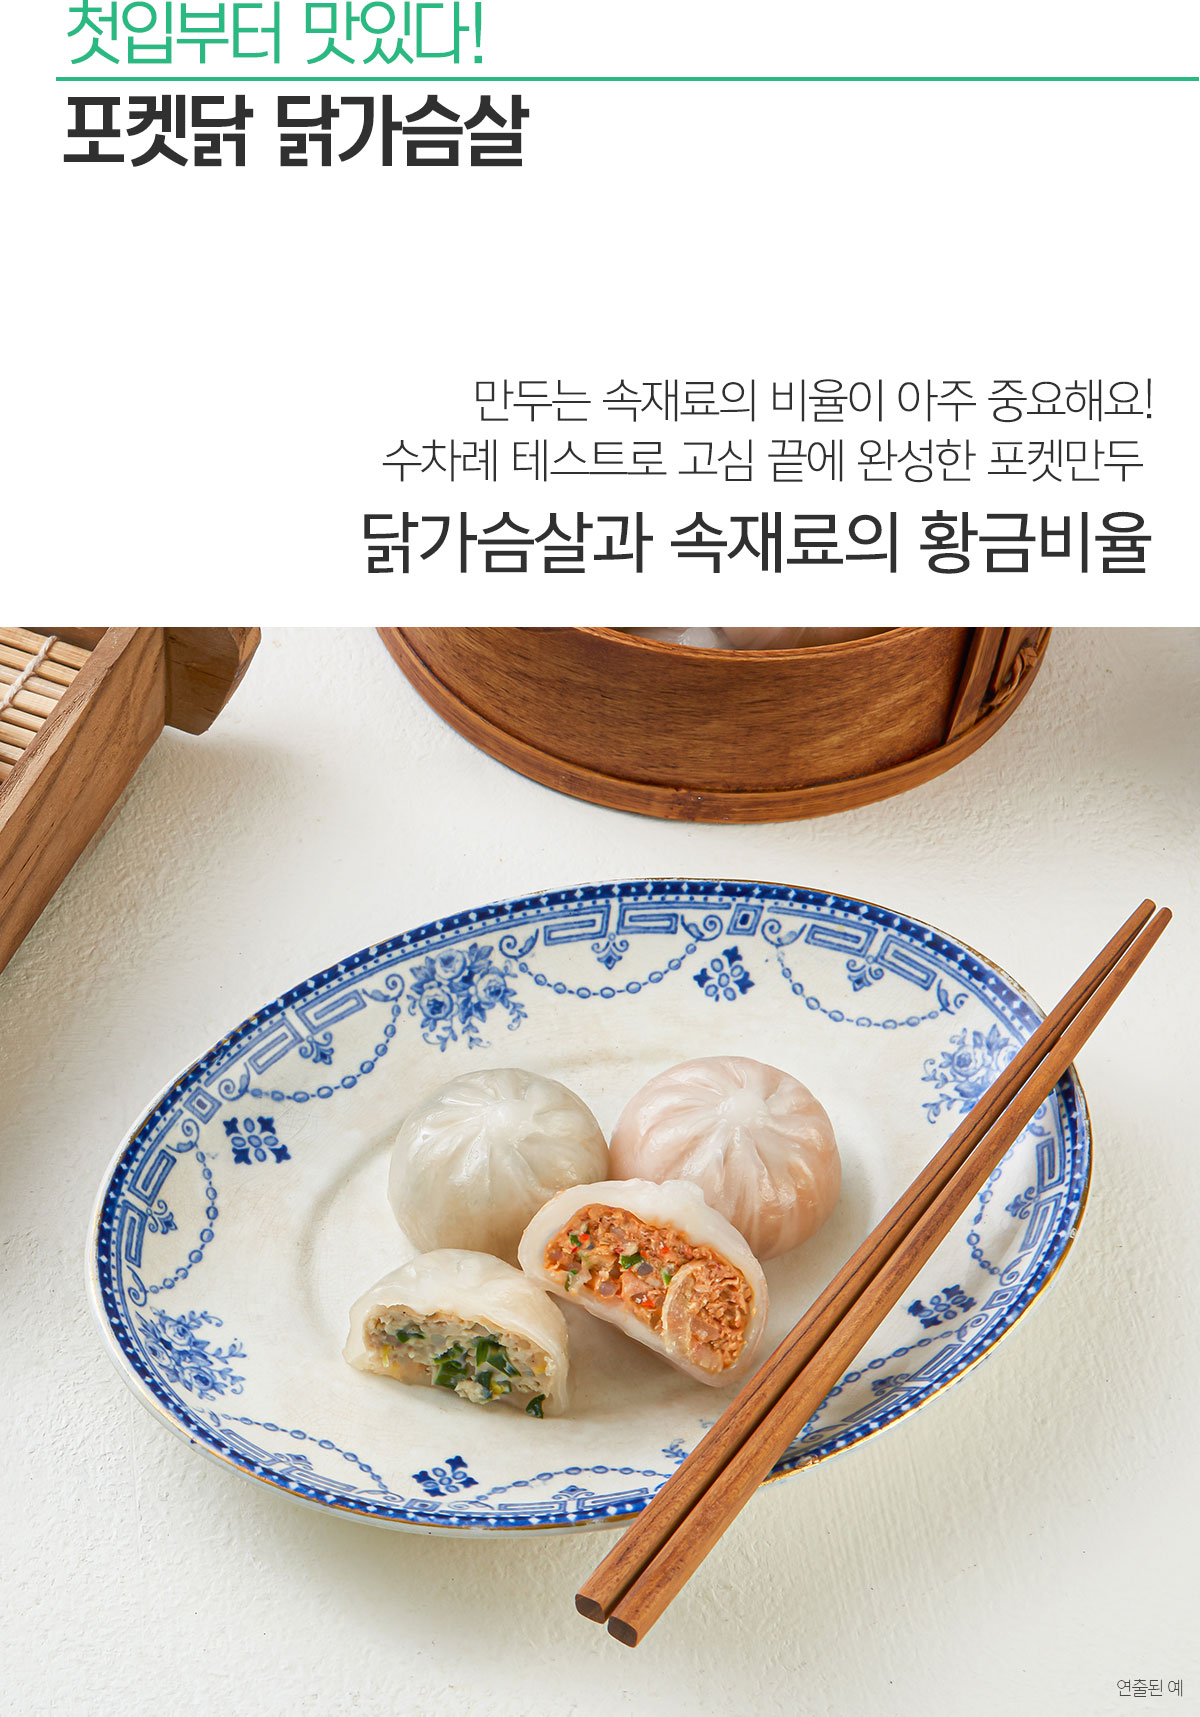 첫입부터 맛있다!
포켓닭 닭가슴살
만두는 속재료의 비율이 아주 중요해요!
수차례 테스트로 고심 끝에 완성한 포켓만두
닭가슴살과 속재료의 황금비율
연출된 예